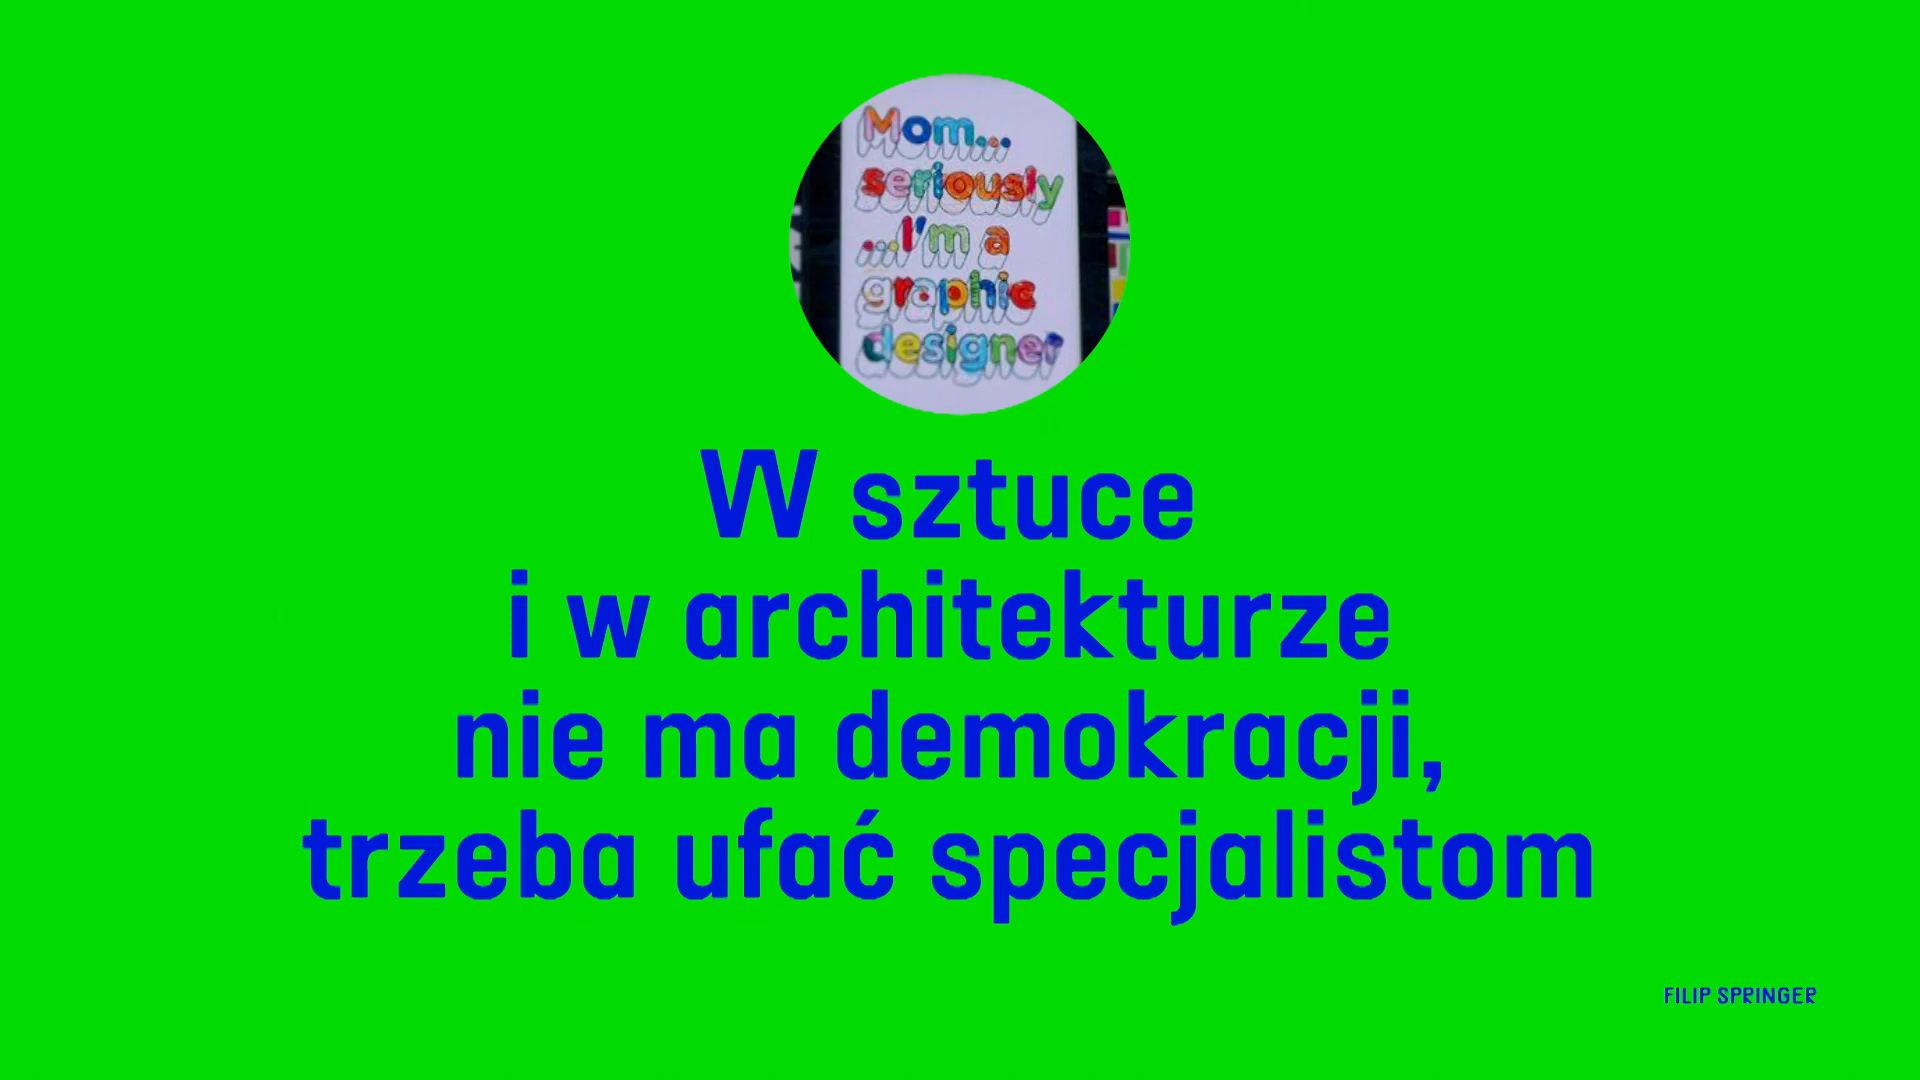 Mom...
seriously
...I'm a
graphic
designer
W sztuce
i w architekturze
nie ma demokracji,
trzeba ufać specjalistom
FILIP SPRINGER